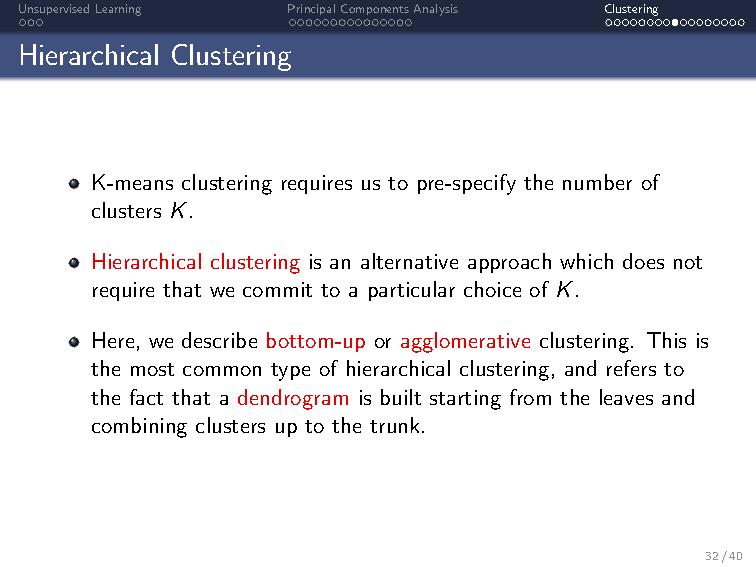 Unsupervised Learning Principal Components Analysis Clustering
Hierarchical Clustering
K-means clustering requires us to pre-specify the number of
clusters K.
Hierarchical clustering is an alternative approach which does not
require that we commit to a particular choice of K.
Here, we describe bottom-up or agglomerative clustering. This is
the most common type of hierarchical clustering, and refers to
the fact that a dendrogram is built starting from the leaves and
combining clusters up to the trunk.
32 / 40